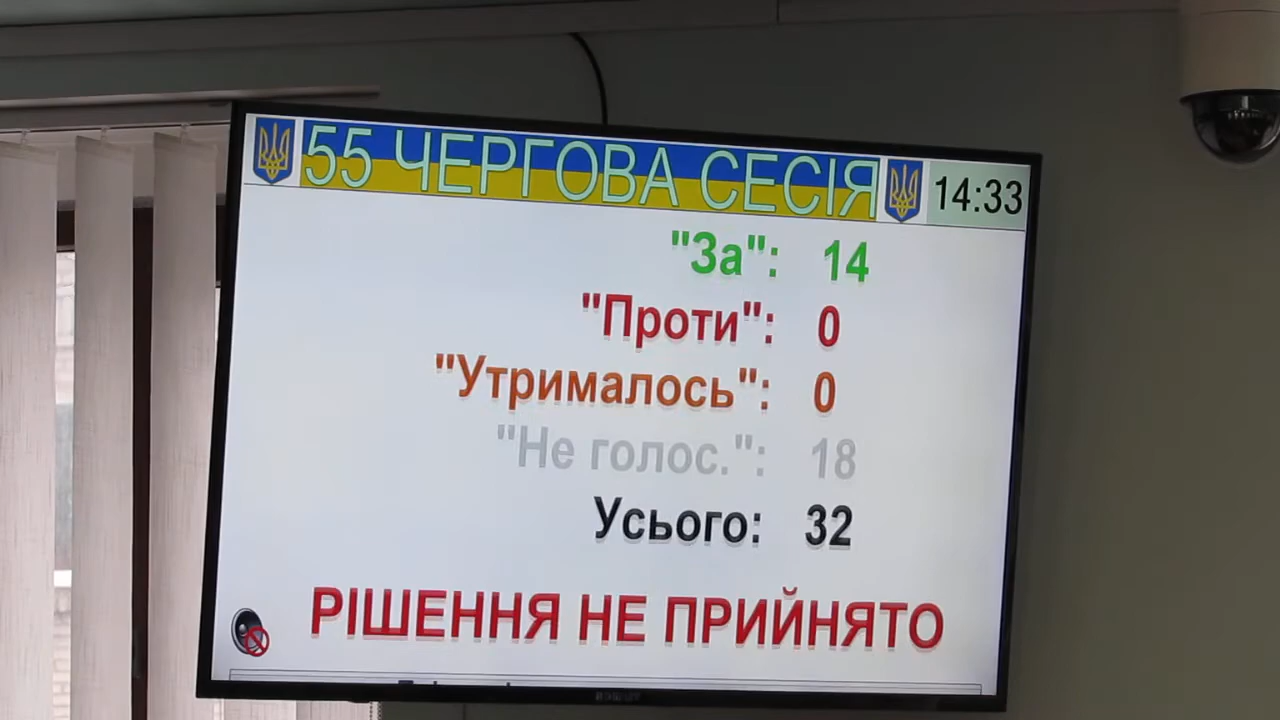 55 ЧЕРГОВА СЕСІЯ 14:33
"За": 14
"Проти": 0
"Утрималось": 0
"Не голос.": 18
Усього: 32
РІШЕННЯ НЕ ПРИЙНЯТО